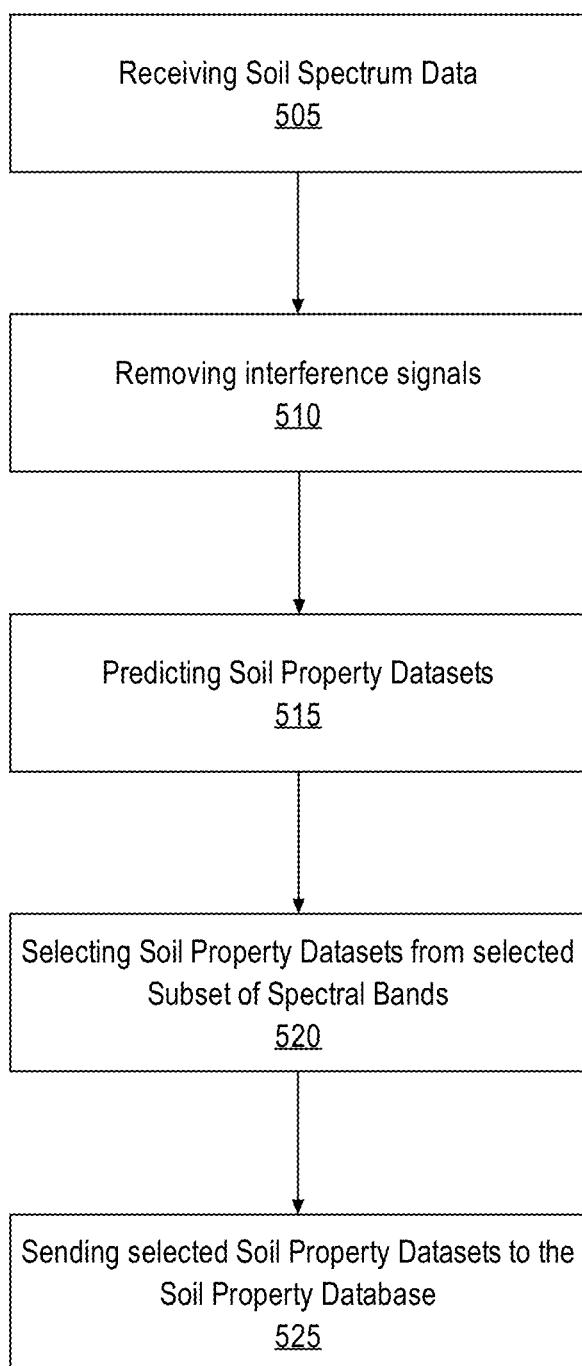 Receiving Soil Spectrum Data
505
Removing interference signals
510
Predicting Soil Property Datasets
515
Selecting Soil Property Datasets from selected
Subset of Spectral Bands
520
Sending selected Soil Property Datasets to the
Soil Property Database
525